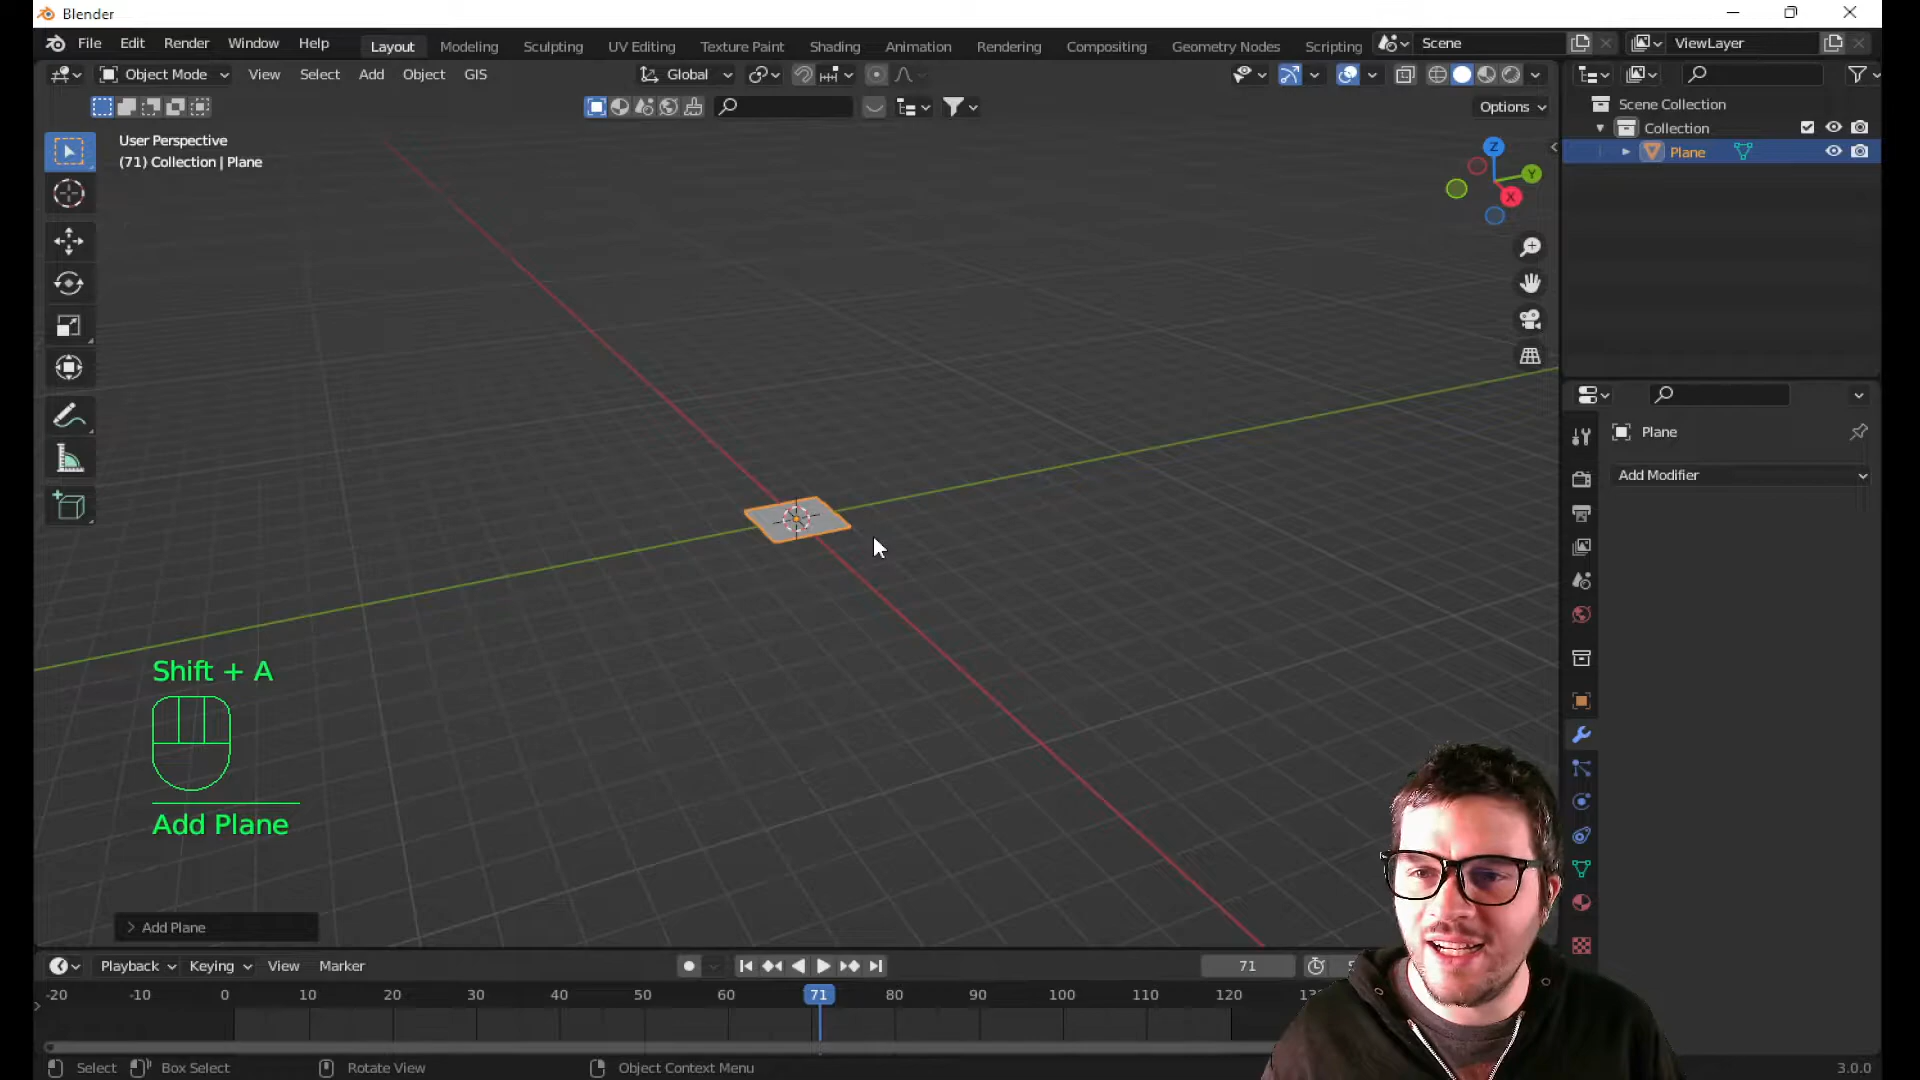 Blender
File Edit Render Window Help Layout Modeling Sculpting UV Editing Texture Paint Shading Animation Rendering Compositing Geometry Nodes Scripting Scene ViewLayer
Object Mode View Select Add Object GIS Global
Options
User Perspective
(71) Collection | Plane
Z
Y
X
Scene Collection
Collection
Plane
Plane
Add Modifier
Shift + A
Add Plane
Add Plane
Playback Keying View Marker 71
-20 -10 0 10 20 30 40 50 60 71 80 90 100 110 120
Select Box Select Rotate View Object Context Menu 3.0.0